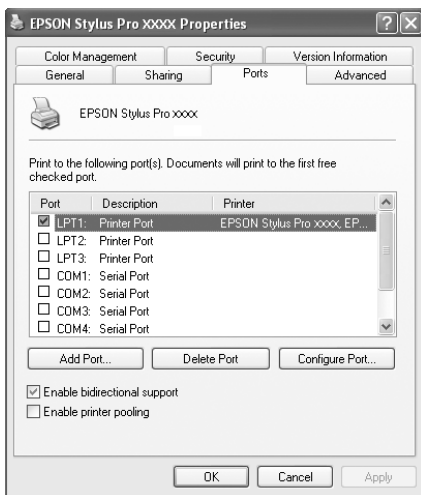 EPSON Stylus Pro XXXX Properties
Color Management Security Version Information
General Sharing Ports Advanced
EPSON Stylus Pro xxxx
Print to the following port(s). Documents will print to the first free
checked port.
Port Description Printer
LPT1: Printer Port EPSON Stylus Pro xxxx, EP...
LPT2: Printer Port
LPT3: Printer Port
COM1: Serial Port
COM2: Serial Port
COM3: Serial Port
COM4: Serial Port
Add Port... Delete Port Configure Port...
Enable bidirectional support
Enable printer pooling
OK Cancel Apply